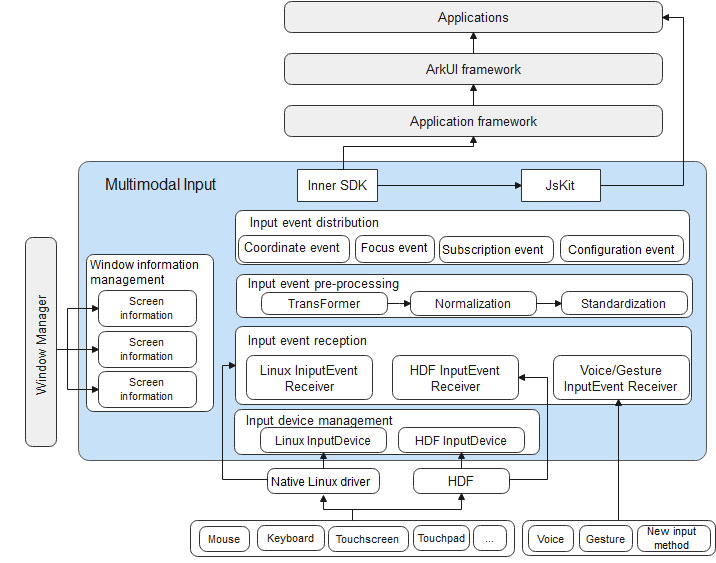 Applications
ArkUI framework
Application framework
Multimodal Input
Inner SDK
JsKit
Input event distribution
Coordinate event
Focus event
Subscription event
Configuration event
Window Manager
Window information
management
Screen
information
Screen
information
Screen
information
Input event pre-processing
TransFormer
Normalization
Standardization
Input event reception
Linux IniputEvent
Receiver
HDF InputEvent
Receiver
Voice/Gesture
InputEvent Receiver
Input device management
Linux InputDevice
HDF InputDevice
Native Linux driver
HDF
Mouse
Keyboard
Touchscreen
Touchpad
...
Voice
Gesture
New input
method